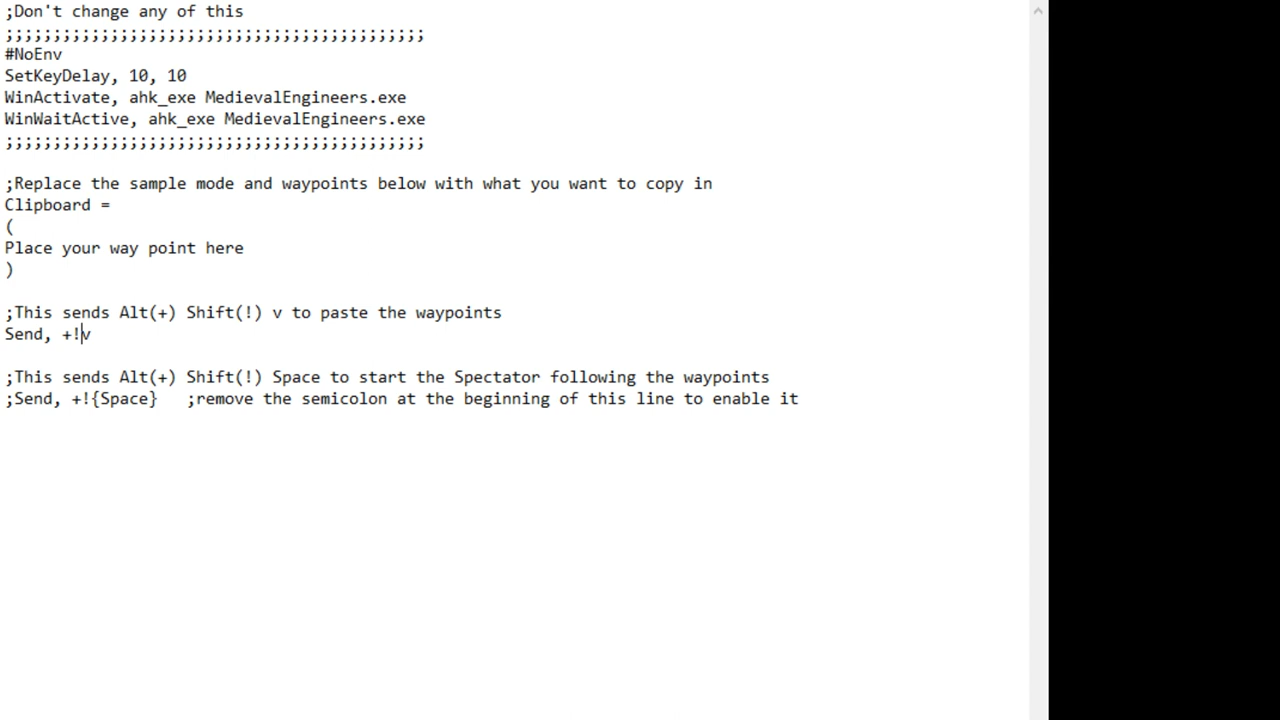 ;Don't change any of this
;;;;;;;;;;;;;;;;;;;;;;;;;;;;;;;;;;;;;;;;;;;;
#NoEnv
SetKeyDelay, 10, 10
WinActivate, ahk_exe MedievalEngineers.exe
WinWaitActive, ahk_exe MedievalEngineers.exe
;;;;;;;;;;;;;;;;;;;;;;;;;;;;;;;;;;;;;;;;;;;;
;Replace the sample mode and waypoints below with what you want to copy in
Clipboard =
(
Place your way point here
)
;This sends Alt(+) Shift(!) v to paste the waypoints
Send, +!v
;This sends Alt(+) Shift(!) Space to start the Spectator following the waypoints
;Send, +!{Space}   ;remove the semicolon at the beginning of this line to enable it